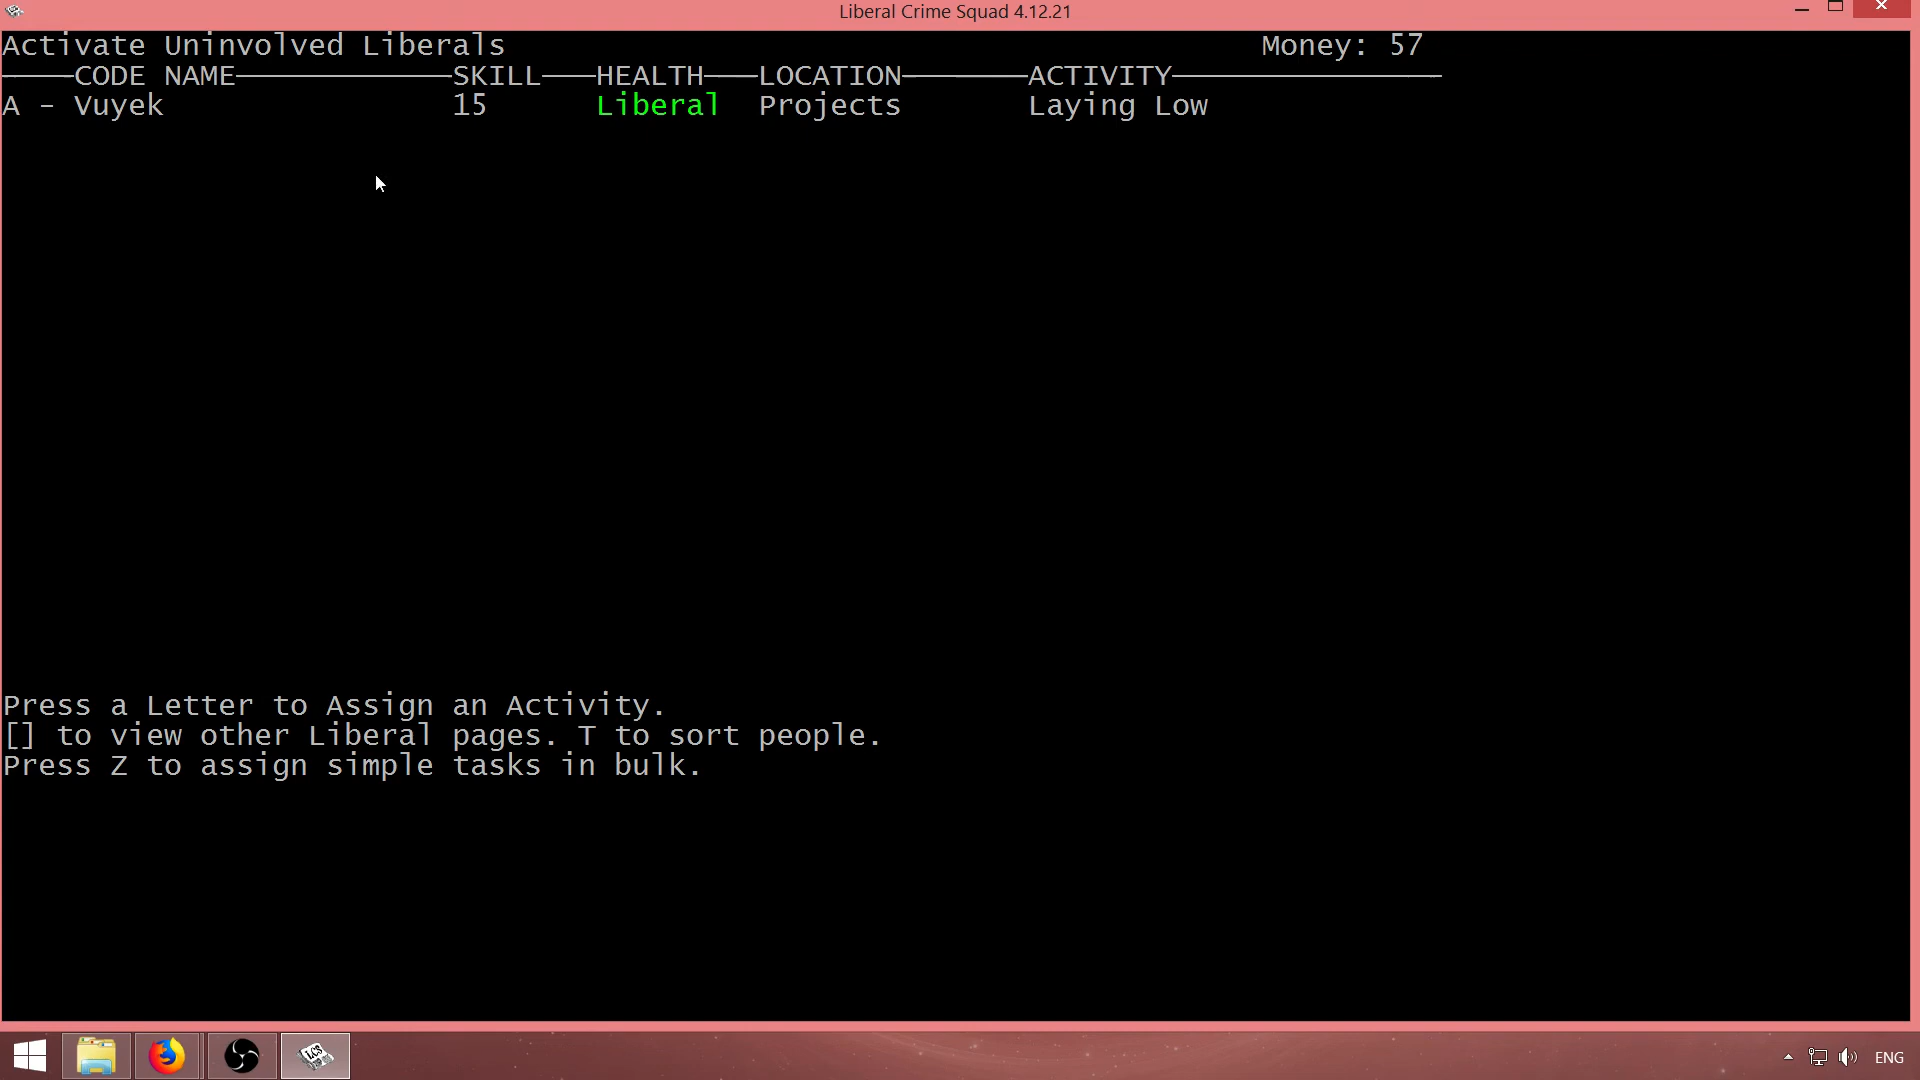 Liberal Crime Squad 4.12.21
Activate Uninvolved Liberals Money: 57
CODE NAME SKILL HEALTH LOCATION ACTIVITY
A - Vuyek 15 Liberal Projects Laying Low
Press a Letter to Assign an Activity.
[] to view other Liberal pages. T to sort people.
Press Z to assign simple tasks in bulk.
LCS
ENG